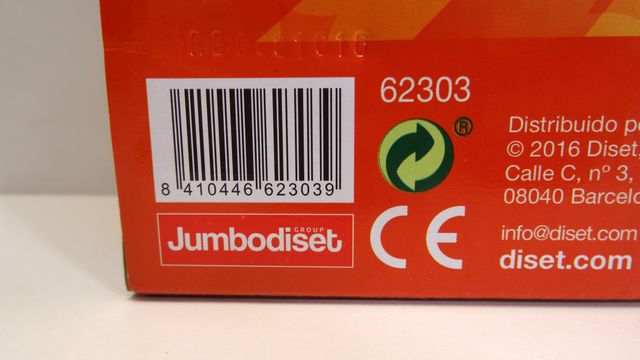 62303
8 410446 623039
®
Distribuido
© 2016 Diset
Calle C, nº 3,
08040
GROUP
Jumbodiset
CE
info@diset.com
diset.com